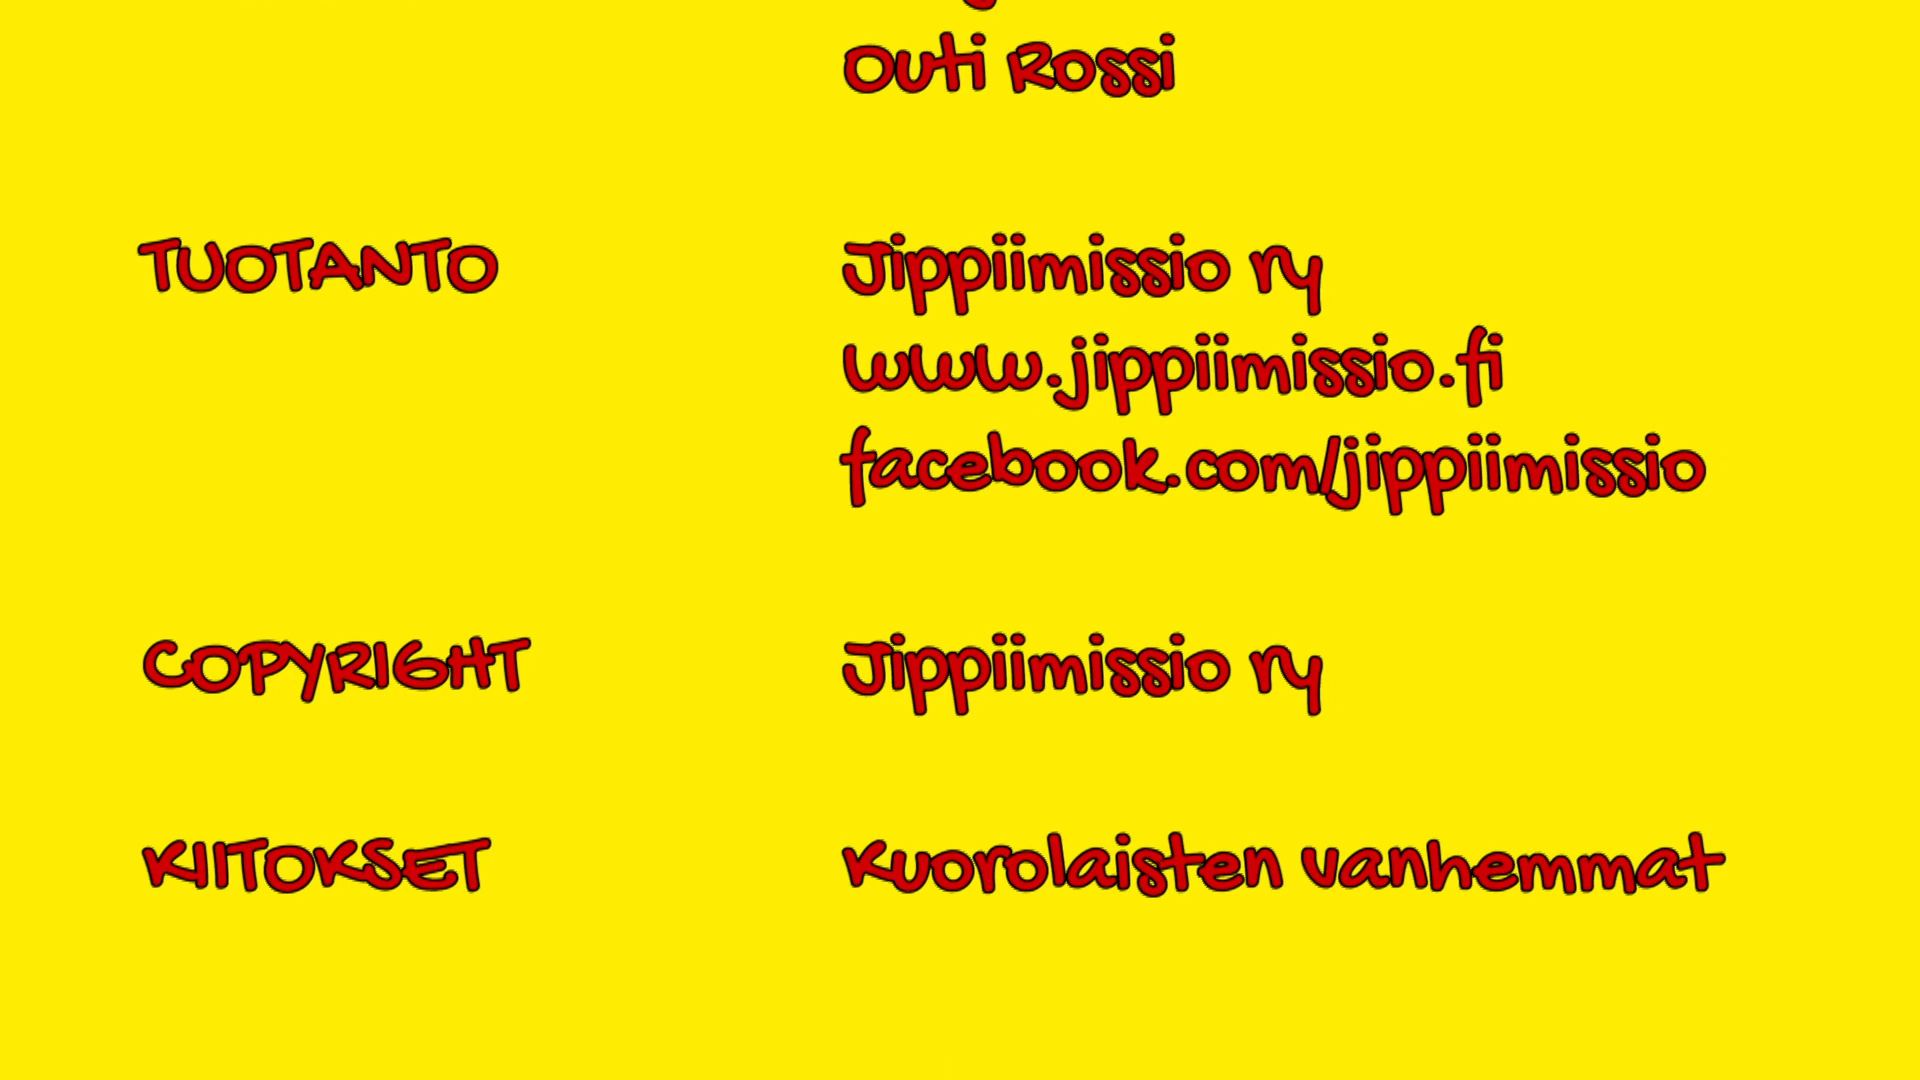 Outi Rossi
TUOTANTO Jippiimissio ry
www.jippiimissio.fi
facebook.com/jippiimissio
COPYRIGHT Jippiimissio ry
KIITOKSET Kuorolaisten vanhemmat